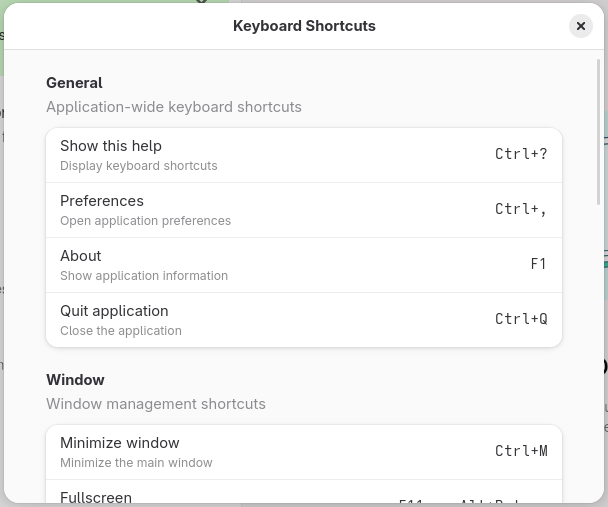 Keyboard Shortcuts
General
Application-wide keyboard shortcuts
Show this help
Display keyboard shortcuts
Ctrl+?
Preferences
Open application preferences
Ctrl+,
About
Show application information
F1
Quit application
Close the application
Ctrl+Q
Window
Window management shortcuts
Minimize window
Minimize the main window
Ctrl+M
Fullscreen